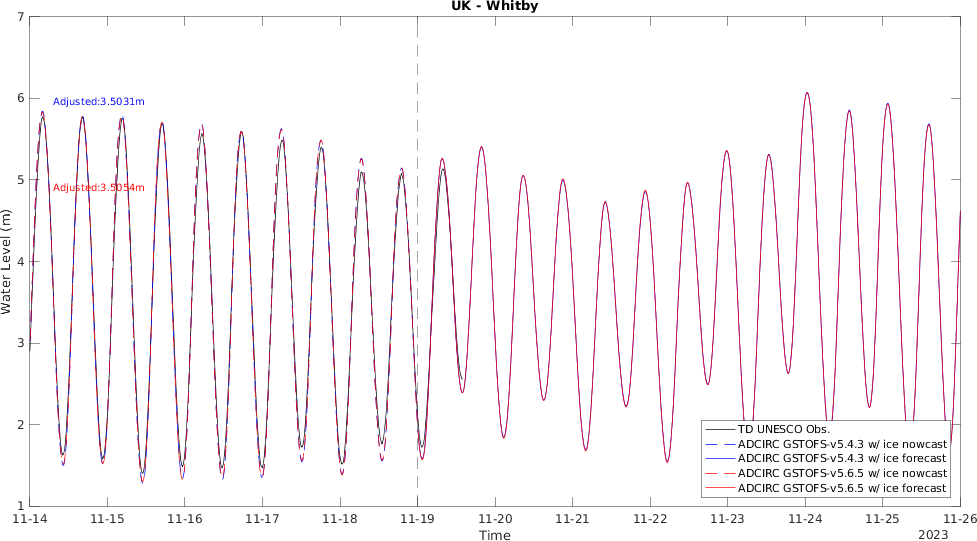 UK - Whitby
7
6
5
4
3
2
1
Water Level (m)
Adjusted:3.5031m
Adjusted:3.5054m
TD UNESCO Obs.
ADCIRC GSTOFS-v5.4.3 w/ ice nowcast
ADCIRC GSTOFS-v5.4.3 w/ ice forecast
ADCIRC GSTOFS-v5.6.5 w/ ice nowcast
ADCIRC GSTOFS-v5.6.5 w/ ice forecast
11-14 11-15 11-16 11-17 11-18 11-19 11-20 11-21 11-22 11-23 11-24 11-25 11-26
Time
2023